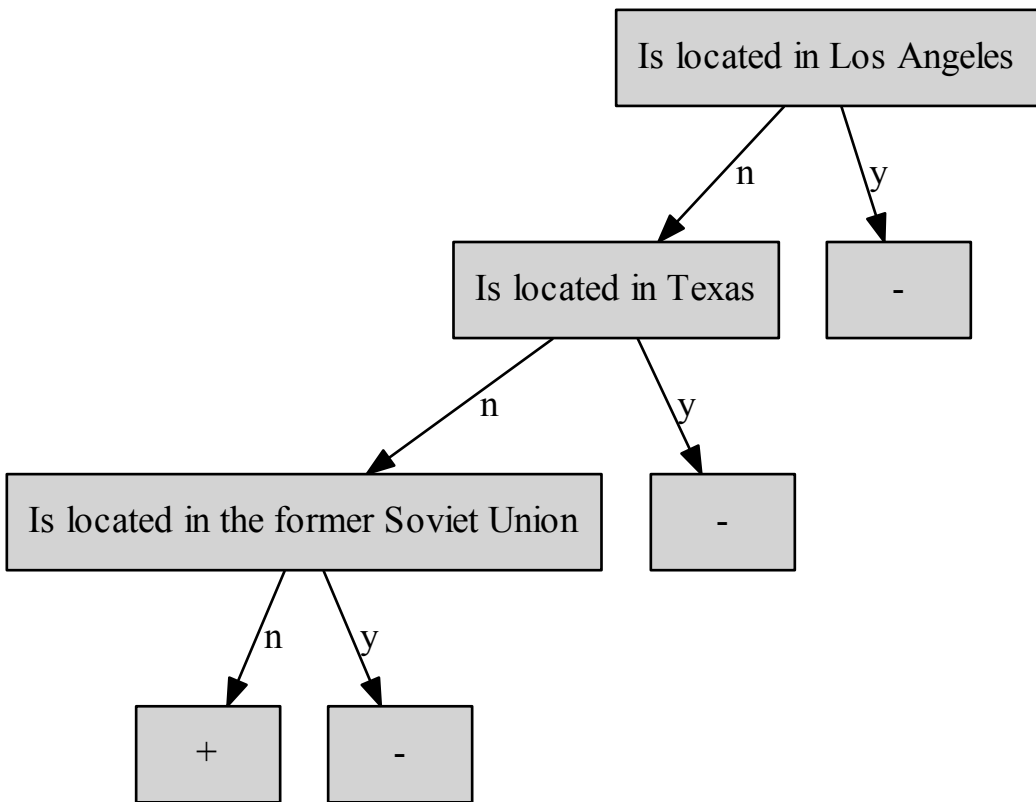 Is located in Los Angeles
n
y
Is located in Texas
-
n
y
Is located in the former Soviet Union
-
n
y
+
-